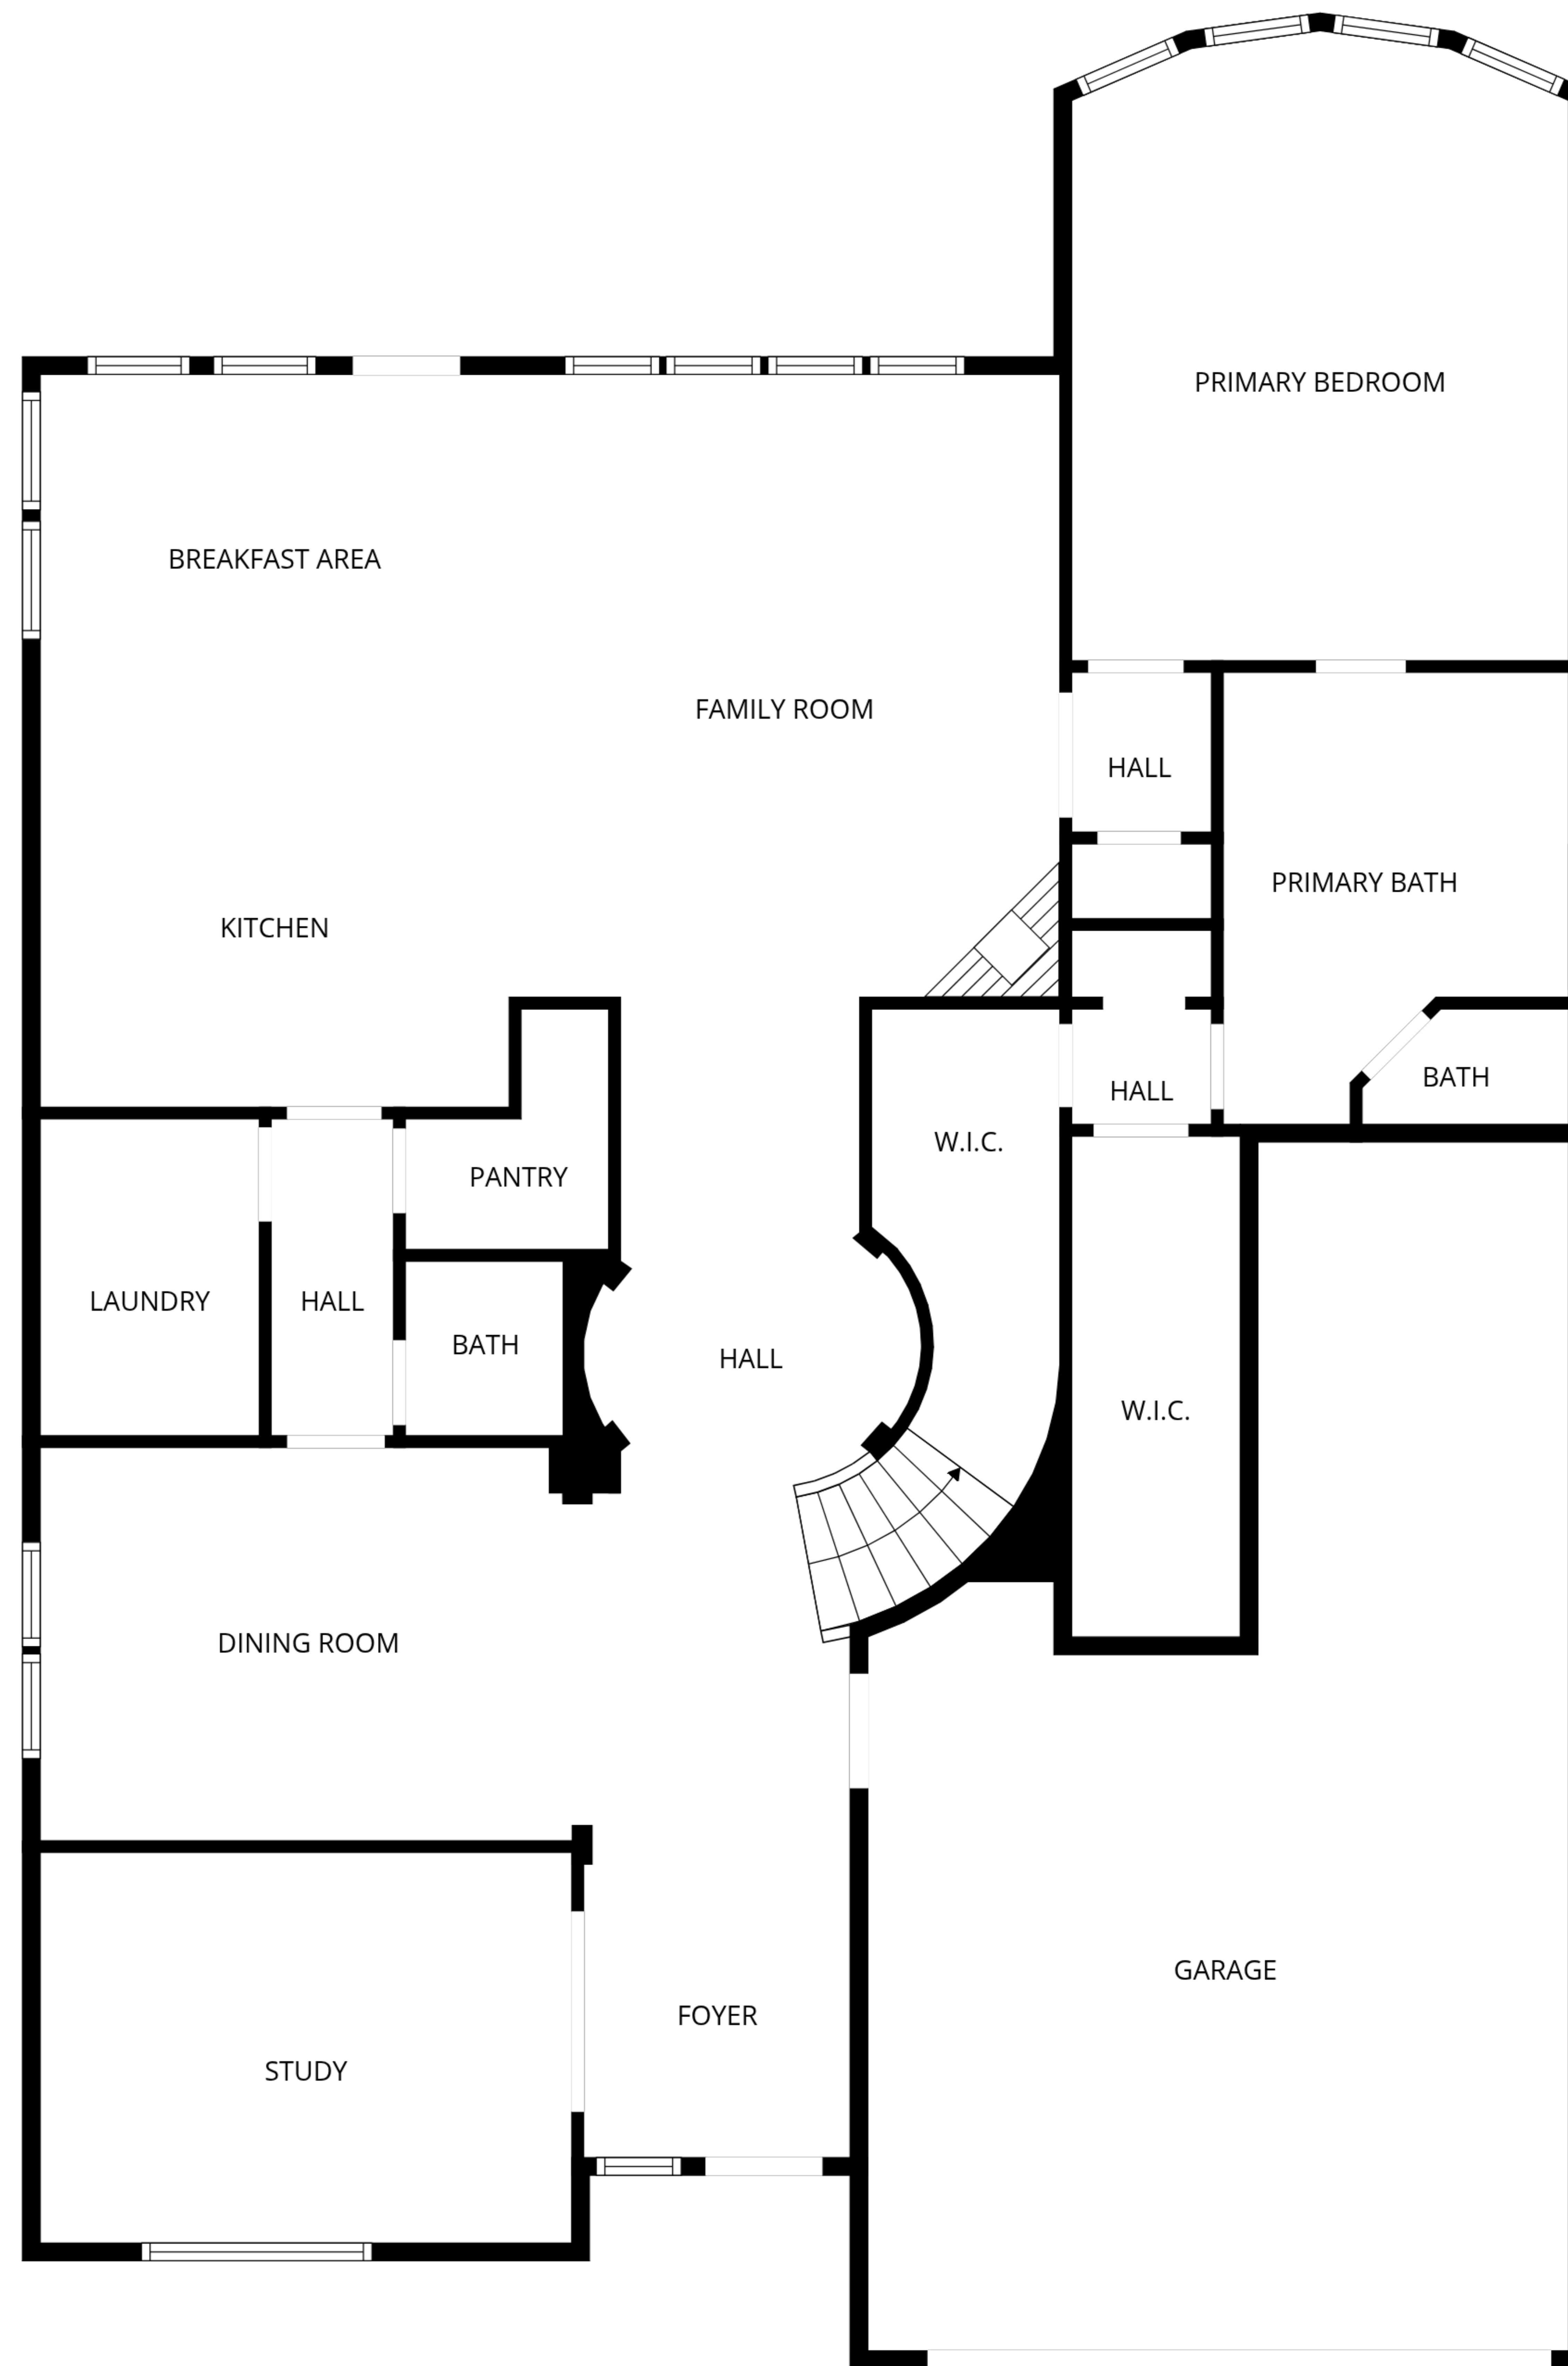 PRIMARY BEDROOM
BREAKFAST AREA
FAMILY ROOM
HALL
PRIMARY BATH
KITCHEN
BATH
HALL
W.I.C.
PANTRY
LAUNDRY
HALL
BATH
HALL
W.I.C.
DINING ROOM
GARAGE
FOYER
STUDY